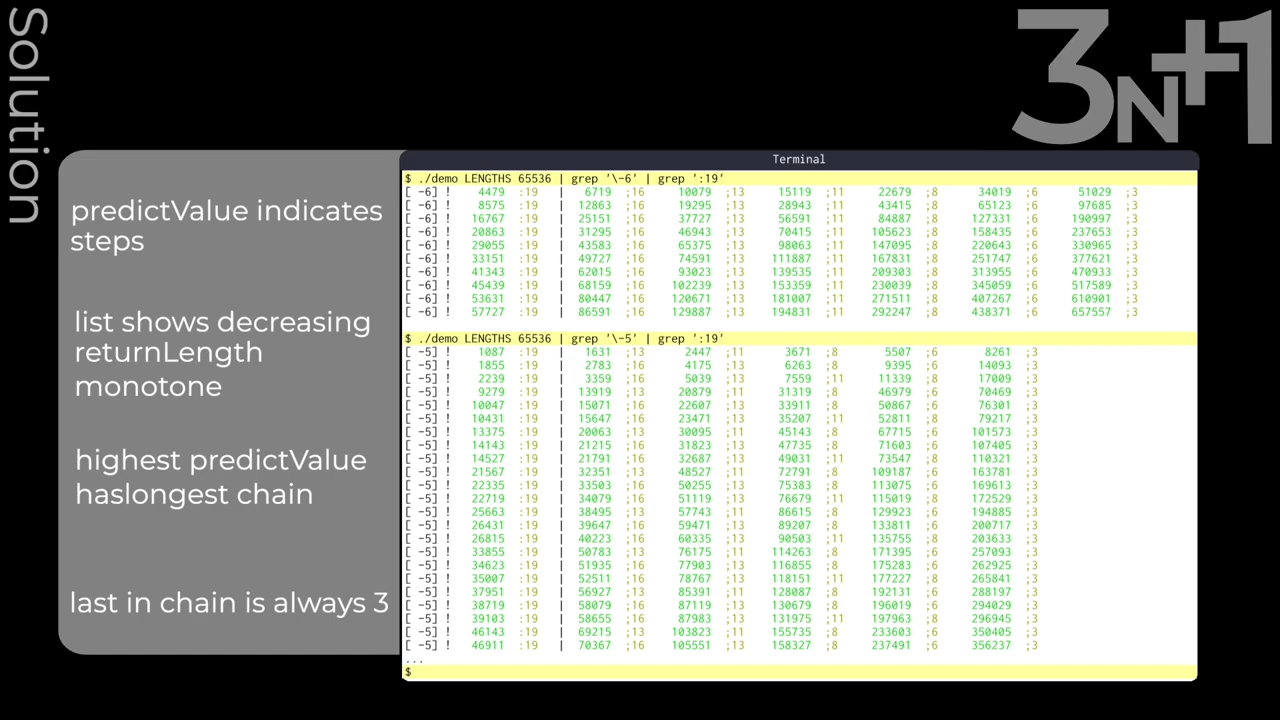 Solution
3N+1
predictValue indicates
steps
list shows decreasing
returnLength
monotone
highest predictValue
haslongest chain
last in chain is always 3
Terminal
$ ./demo LENGTHS 65536 | grep '\-6' | grep ':19'
[ -6] ! 4479 :19 | 6719 ;16 10079 ;13 15119 ;11 22679 ;8 34019 ;6 51029 ;3
[ -6] ! 8575 :19 | 12863 ;16 19295 ;13 28943 ;11 43415 ;8 65123 ;6 97685 ;3
[ -6] ! 16767 :19 | 25151 ;16 37727 ;13 56591 ;11 84887 ;8 127331 ;6 190997 ;3
[ -6] ! 20863 :19 | 31295 ;16 46943 ;13 70415 ;11 105623 ;8 158435 ;6 237653 ;3
[ -6] ! 29055 :19 | 43583 ;16 65375 ;13 98063 ;11 147095 ;8 220643 ;6 330965 ;3
[ -6] ! 33151 :19 | 49727 ;16 74591 ;13 111887 ;11 167831 ;8 251747 ;6 377621 ;3
[ -6] ! 41343 :19 | 62015 ;16 93023 ;13 139535 ;11 209303 ;8 313955 ;6 470933 ;3
[ -6] ! 45439 :19 | 68159 ;16 102239 ;13 153359 ;11 230039 ;8 345059 ;6 517589 ;3
[ -6] ! 53631 :19 | 80447 ;16 120671 ;13 181007 ;11 271511 ;8 407267 ;6 610901 ;3
[ -6] ! 57727 :19 | 86591 ;16 129887 ;13 194831 ;11 292247 ;8 438371 ;6 657557 ;3
$ ./demo LENGTHS 65536 | grep '\-5' | grep ':19'
[ -5] ! 1087 :19 | 1631 ;13 2447 ;11 3671 ;8 5507 ;6 8261 ;3
[ -5] ! 1855 :19 | 2783 ;16 4175 ;13 6263 ;8 9395 ;6 14093 ;3
[ -5] ! 2239 :19 | 3359 ;16 5039 ;13 7559 ;11 11339 ;8 17009 ;3
[ -5] ! 9279 :19 | 13919 ;13 20879 ;11 31319 ;8 46979 ;6 70469 ;3
[ -5] ! 10047 :19 | 15071 ;16 22607 ;13 33911 ;8 50867 ;6 76301 ;3
[ -5] ! 10431 :19 | 15647 ;16 23471 ;13 35207 ;11 52811 ;8 79217 ;3
[ -5] ! 13375 :19 | 20063 ;13 30095 ;11 45143 ;8 67715 ;6 101573 ;3
[ -5] ! 14143 :19 | 21215 ;16 31823 ;13 47735 ;8 71603 ;6 107405 ;3
[ -5] ! 14527 :19 | 21791 ;16 32687 ;13 49031 ;11 73547 ;8 110321 ;3
[ -5] ! 21567 :19 | 32351 ;13 48527 ;11 72791 ;8 109187 ;6 163781 ;3
[ -5] ! 22335 :19 | 33503 ;16 50255 ;13 75383 ;8 113075 ;6 169613 ;3
[ -5] ! 22719 :19 | 34079 ;16 51119 ;13 76679 ;11 115019 ;8 172529 ;3
[ -5] ! 25663 :19 | 38495 ;13 57743 ;11 86615 ;8 129923 ;6 194885 ;3
[ -5] ! 26431 :19 | 39647 ;16 59471 ;13 89207 ;8 133811 ;6 200717 ;3
[ -5] ! 26815 :19 | 40223 ;16 60335 ;13 90503 ;11 135755 ;8 203633 ;3
[ -5] ! 33855 :19 | 50783 ;13 76175 ;11 114263 ;8 171395 ;6 257093 ;3
[ -5] ! 34623 :19 | 51935 ;16 77903 ;13 116855 ;8 175283 ;6 262925 ;3
[ -5] ! 35007 :19 | 52511 ;16 78767 ;13 118151 ;11 177227 ;8 265841 ;3
[ -5] ! 37951 :19 | 56927 ;13 85391 ;11 128087 ;8 192131 ;6 288197 ;3
[ -5] ! 38719 :19 | 58079 ;16 87119 ;13 130679 ;8 196019 ;6 294029 ;3
[ -5] ! 39103 :19 | 58655 ;16 87983 ;13 131975 ;11 197963 ;8 296945 ;3
[ -5] ! 46143 :19 | 69215 ;13 103823 ;11 155735 ;8 233603 ;6 350405 ;3
[ -5] ! 46911 :19 | 70367 ;16 105551 ;13 158327 ;8 237491 ;6 356237 ;3
...
$